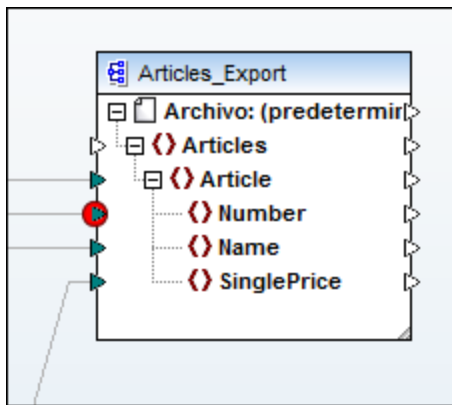 Articles_Export
Archivo: (predetermir
Articles
Article
Number
Name
SinglePrice